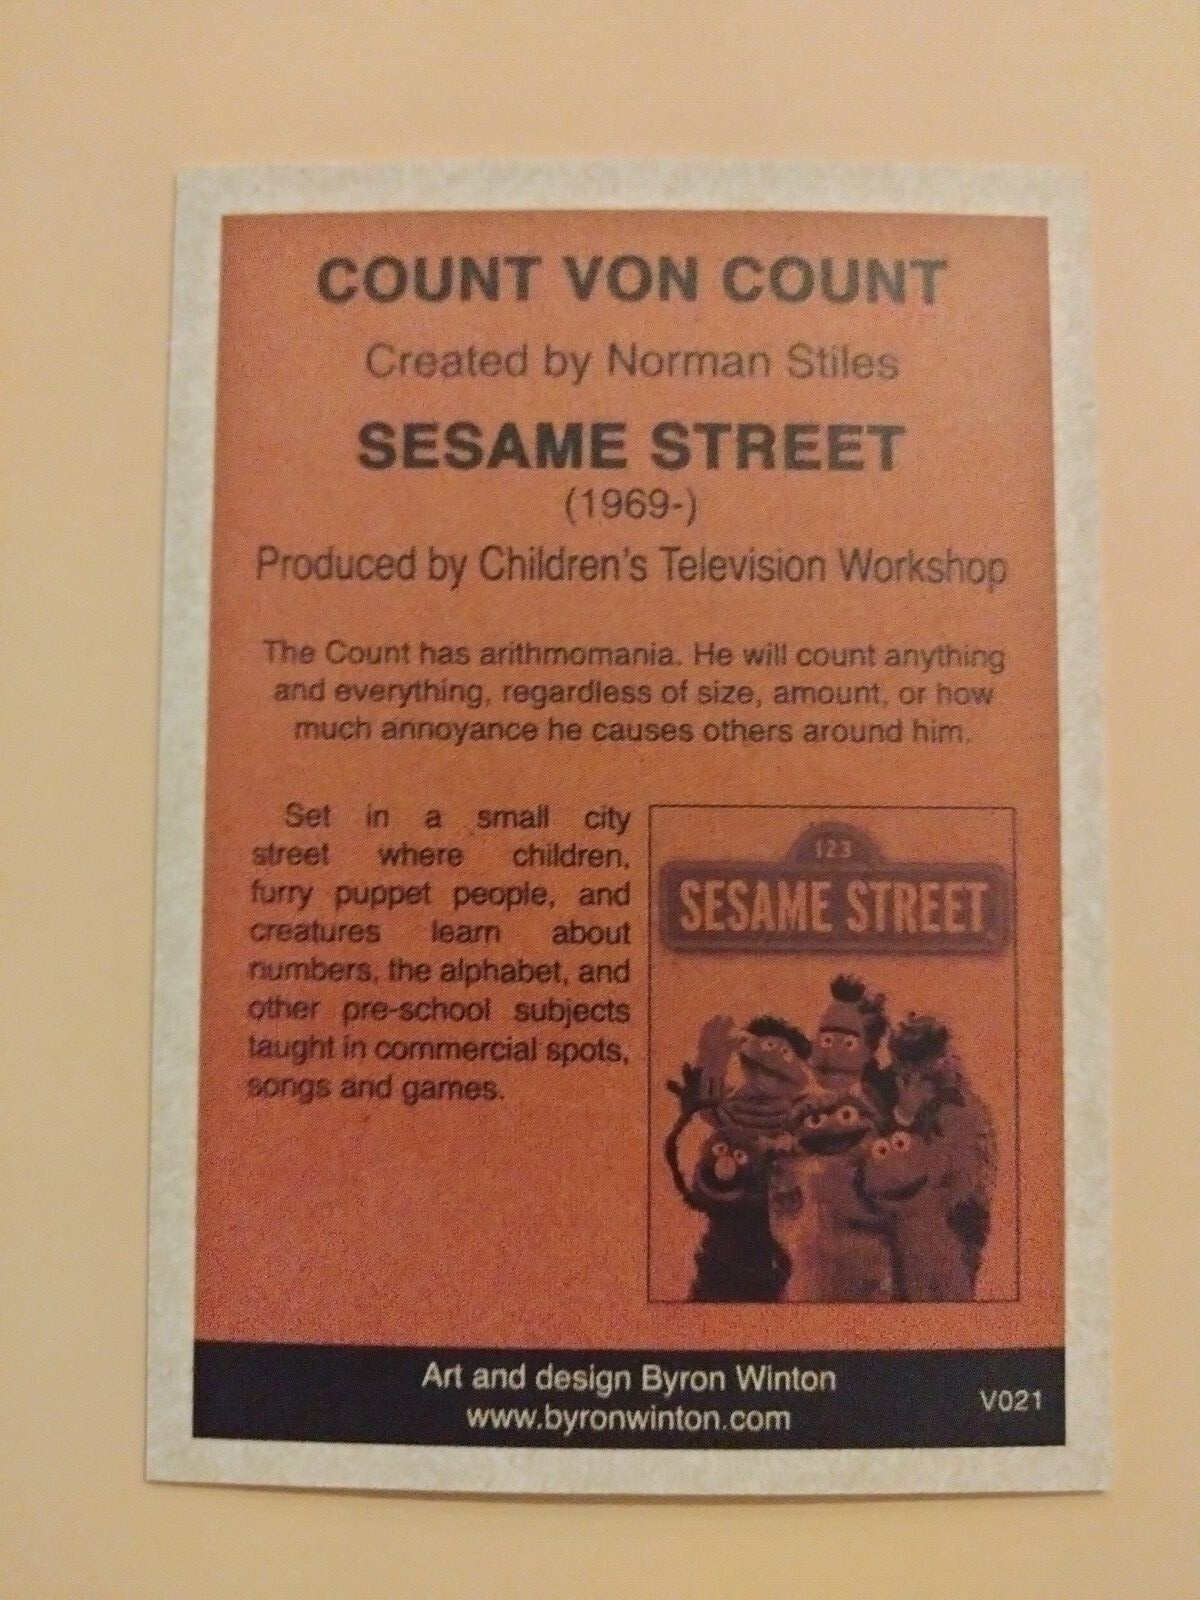 COUNT VON COUNT
Created by Norman Stiles
SESAME STREET
(1969-)
Produced by Children's Television Workshop
The Count has arithmomania. He will count anything
and everything, regardless of size, amount, or how
much annoyance he causes others around him.
Set in a small city
street where children,
furry puppet people, and
creatures learn about
numbers, the alphabet, and
other pre-school subjects
taught in commercial spots,
songs and games.
123
SESAME STREET
Art and design Byron Winton
www.byronwinton.com
V021